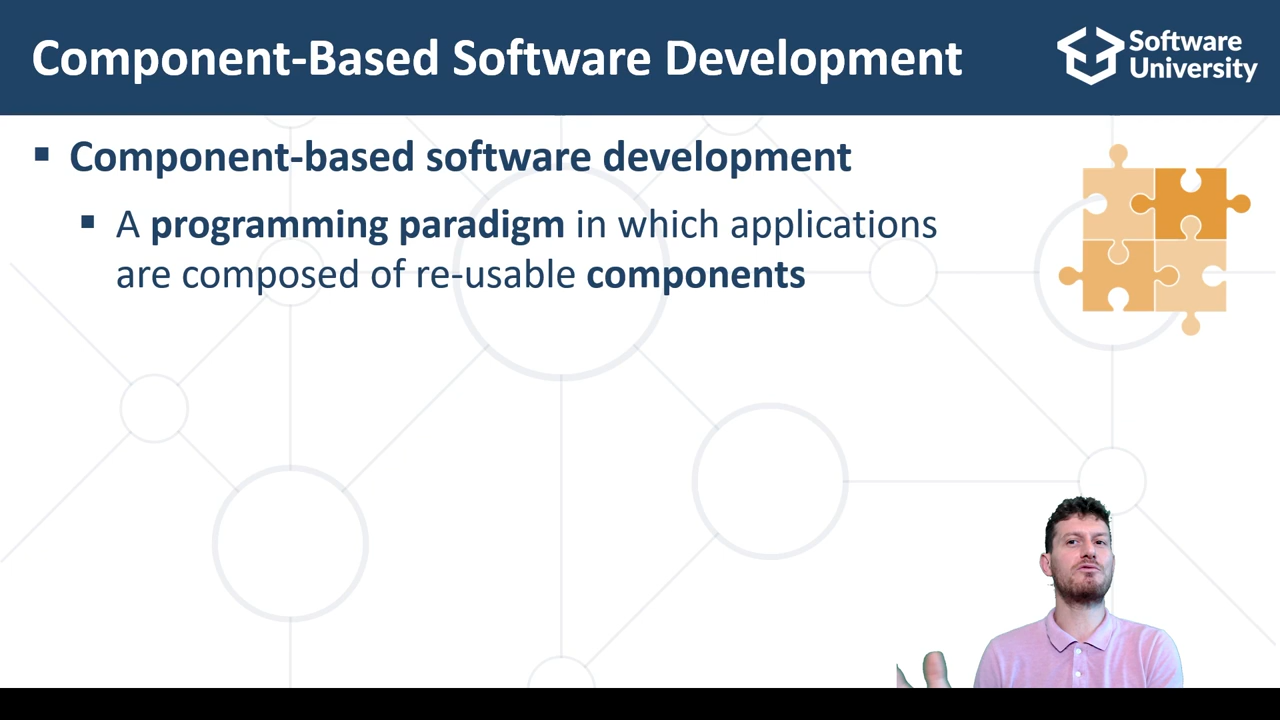 Component-Based Software Development
Software
University
▪ Component-based software development
▪ A programming paradigm in which applications
are composed of re-usable components